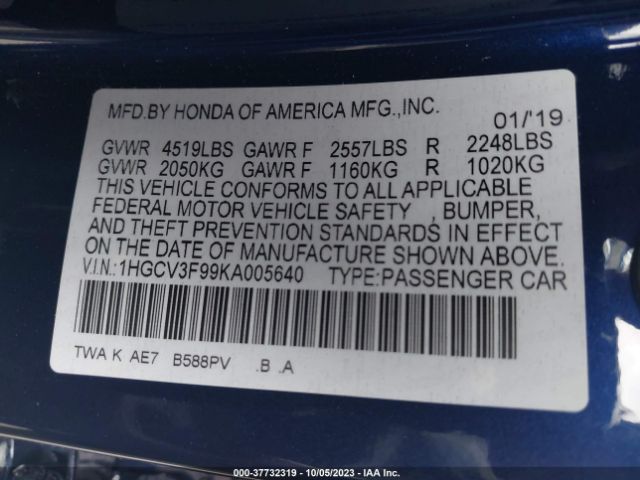 MFD.BY HONDA OF AMERICA MFG.,INC. 01/'19
GVWR 4519LBS GAWR F 2557LBS R 2248LBS
GVWR 2050KG GAWR F 1160KG R 1020KG
THIS VEHICLE CONFORMS TO ALL APPLICABLE
FEDERAL MOTOR VEHICLE SAFETY , BUMPER,
AND THEFT PREVENTION STANDARDS IN EFFECT
ON THE DATE OF MANUFACTURE SHOWN ABOVE.
V.I.N.:1HGCV3F99KA005640 TYPE:PASSENGER CAR
TWA K AE7 B588PV .B .A
000-37732319 | 10/05/2023 | IAA Inc.